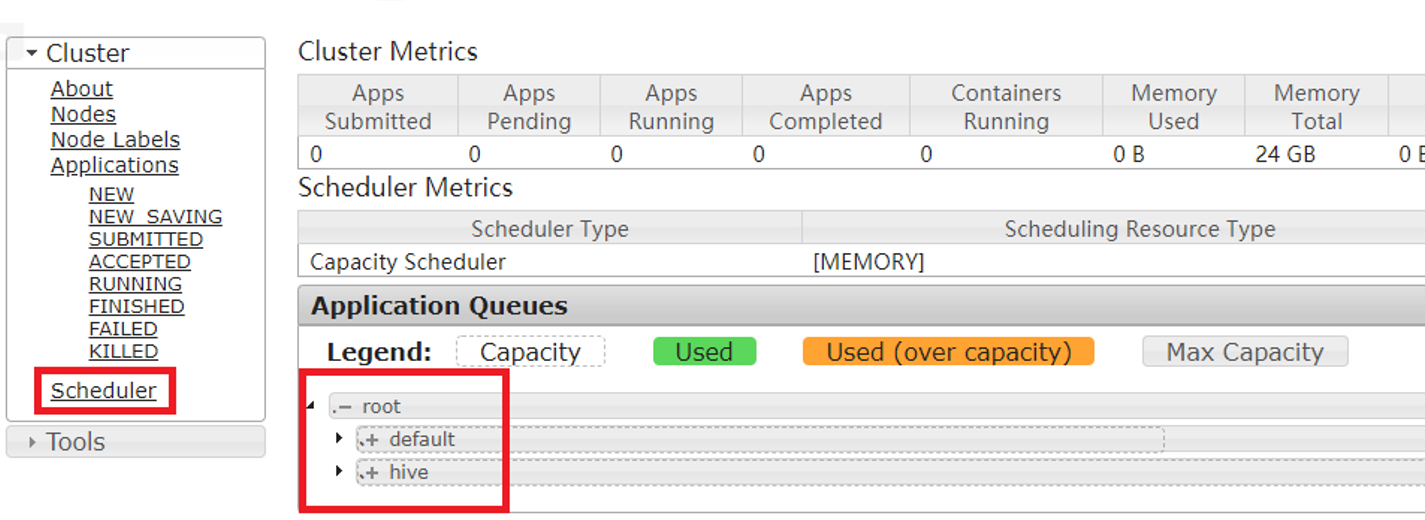 Cluster
About
Nodes
Node Labels
Applications
NEW
NEW_SAVING
SUBMITTED
ACCEPTED
RUNNING
FINISHED
FAILED
KILLED
Scheduler
Tools
Cluster Metrics
Apps Apps Apps Apps Containers Memory Memory
Submitted Pending Running Completed Running Used Total
0 0 0 0 0 0 B 24 GB 0
Scheduler Metrics
Scheduler Type Scheduling Resource Type
Capacity Scheduler [MEMORY]
Application Queues
Legend: Capacity Used Used (over capacity) Max Capacity
root
default
hive